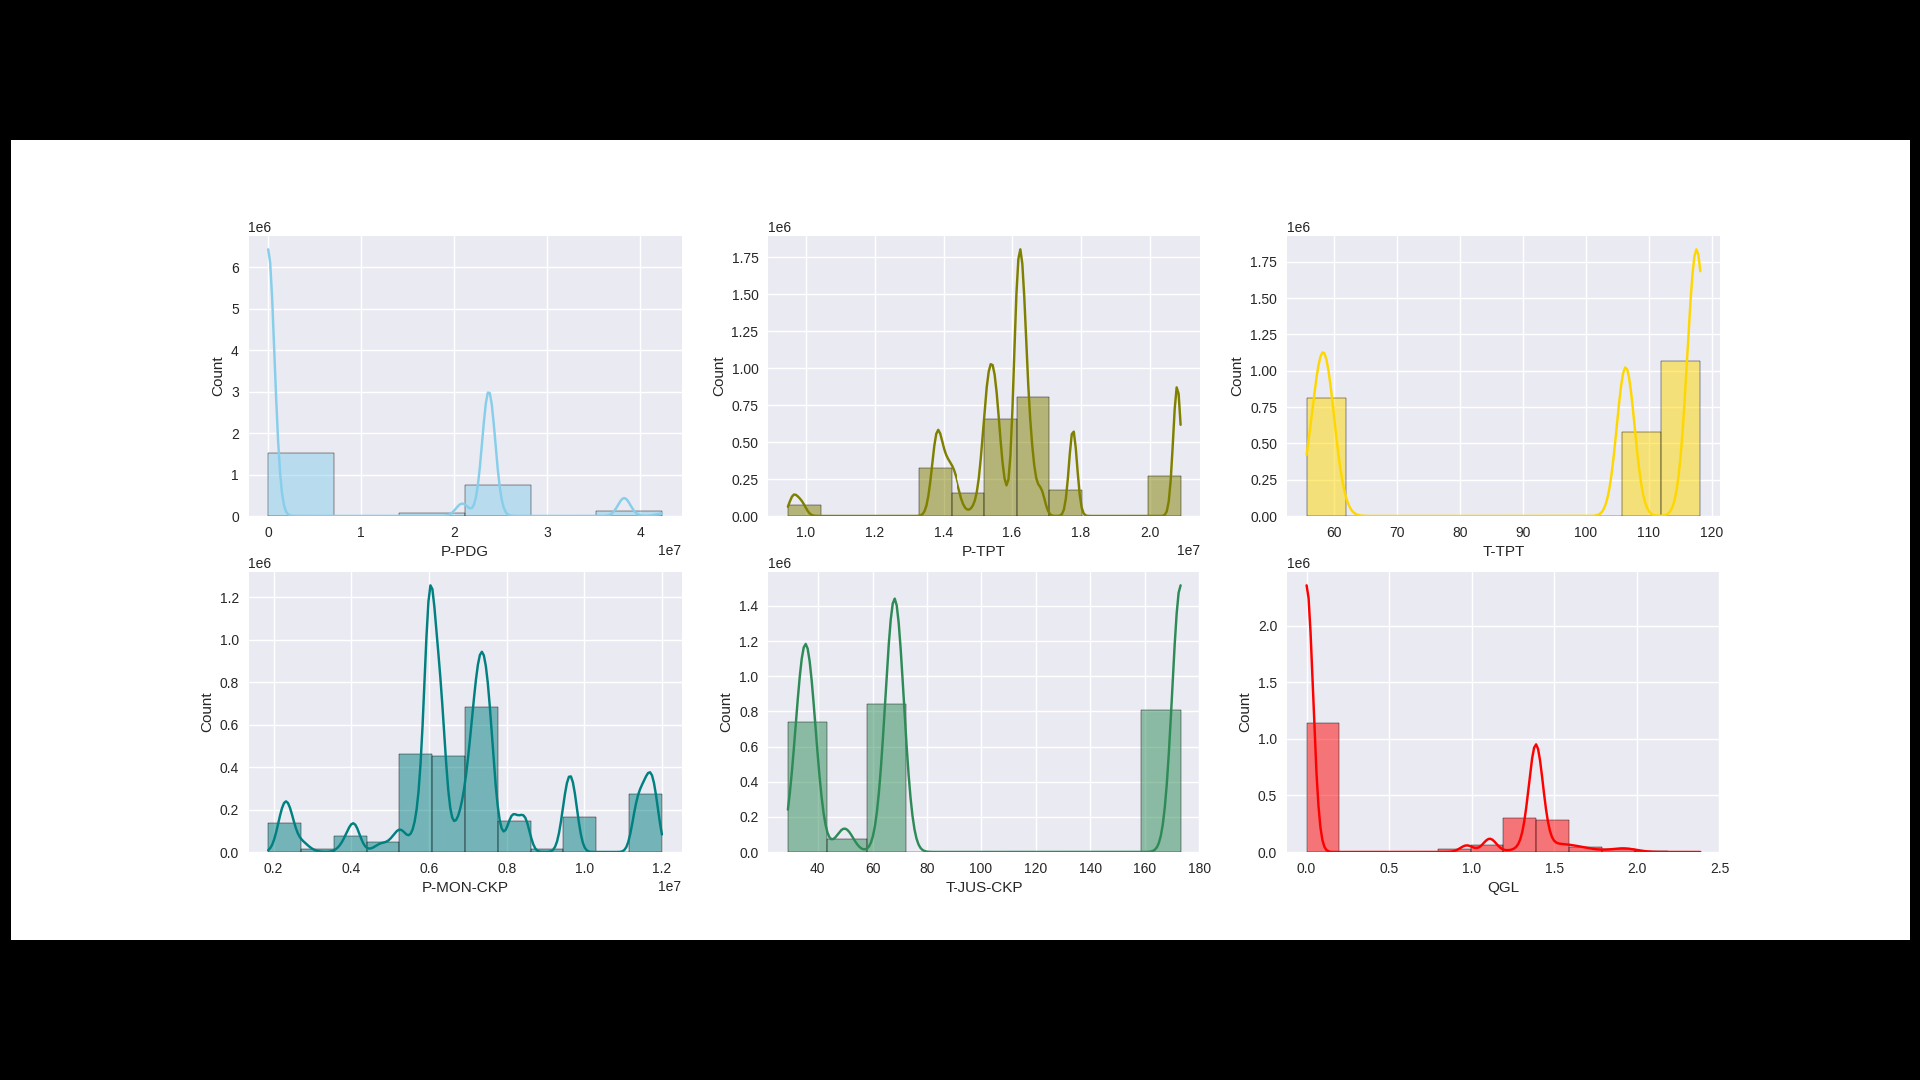 1e6
6
5
4
3
2
1
0
Count
0 1 2 3 4
P-PDG
1e7
1e6
1.75
1.50
1.25
1.00
0.75
0.50
0.25
0.00
Count
1.0 1.2 1.4 1.6 1.8 2.0
P-TPT
1e7
1e6
1.75
1.50
1.25
1.00
0.75
0.50
0.25
0.00
Count
60 70 80 90 100 110 120
T-TPT
1e6
1.2
1.0
0.8
0.6
0.4
0.2
0.0
Count
0.2 0.4 0.6 0.8 1.0 1.2
P-MON-CKP
1e7
1e6
1.4
1.2
1.0
0.8
0.6
0.4
0.2
0.0
Count
40 60 80 100 120 140 160 180
T-JUS-CKP
1e6
2.0
1.5
1.0
0.5
0.0
Count
0.0 0.5 1.0 1.5 2.0 2.5
QGL